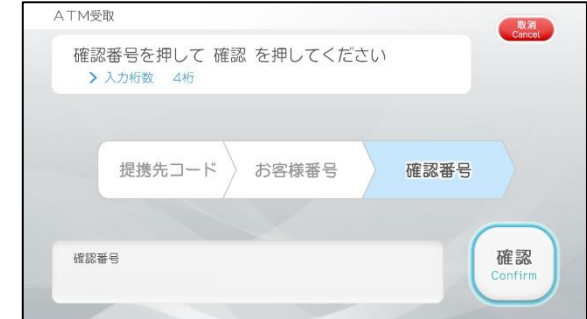 ATM受取
取消
Cancel
確認番号を押して 確認 を押してください
> 入力桁数 4桁
提携先コード
お客様番号
確認番号
確認番号
確認
Confirm